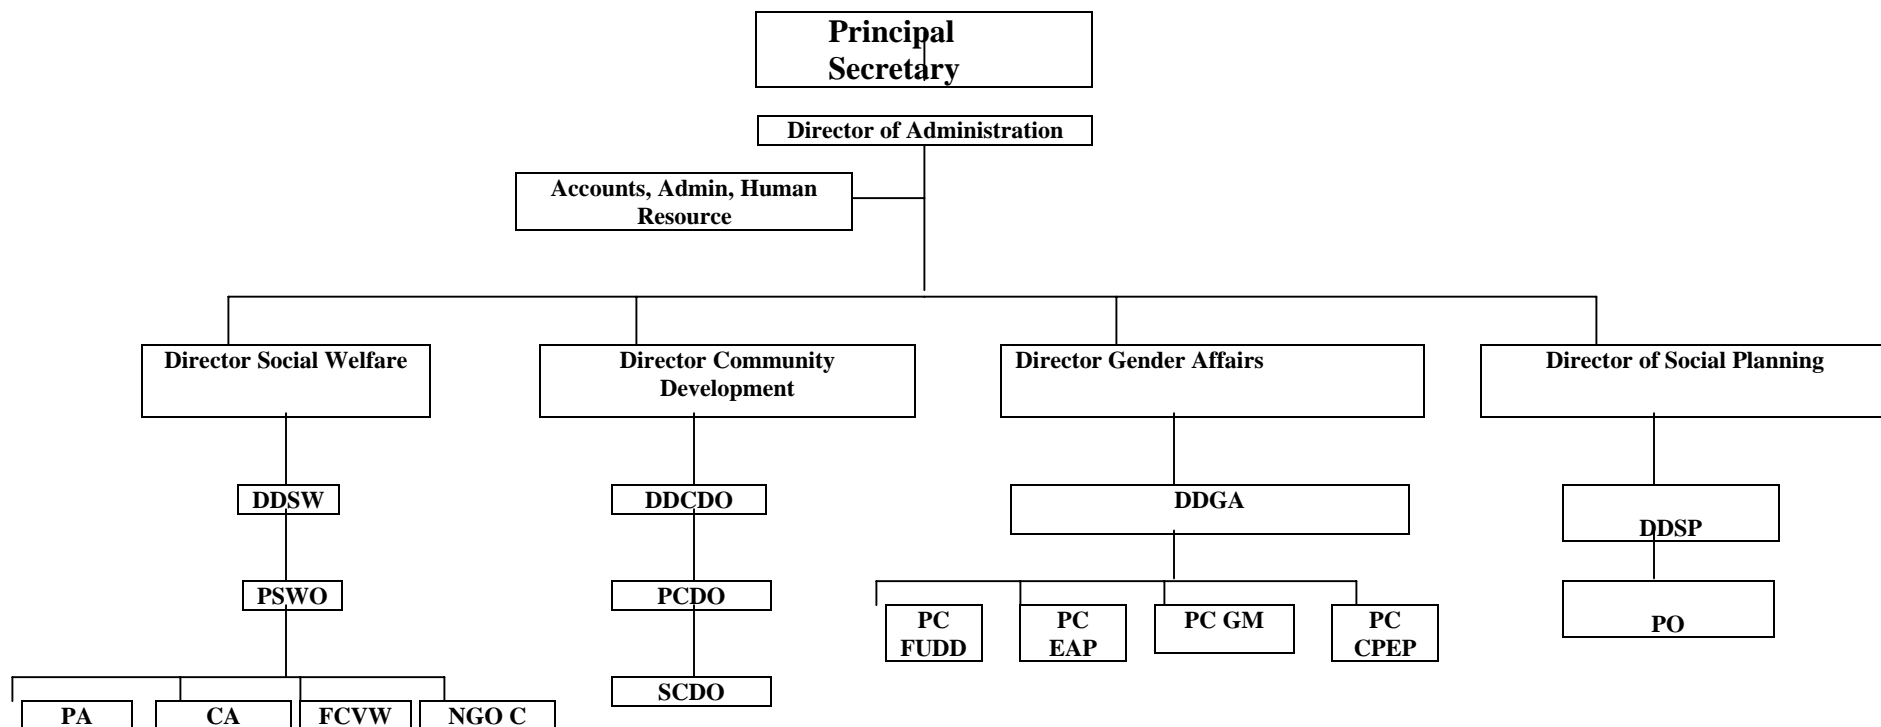 Principal
Secretary
Director of Administration
Accounts, Admin, Human
Resource
Director Social Welfare
Director Community
Development
Director Gender Affairs
Director of Social Planning
DDSW
DDCDO
DDGA
DDSP
PSWO
PCDO
PC
FUDD
PC
EAP
PC GM
PC
CPEP
PO
SCDO
PA
CA
FCVW
NGO C